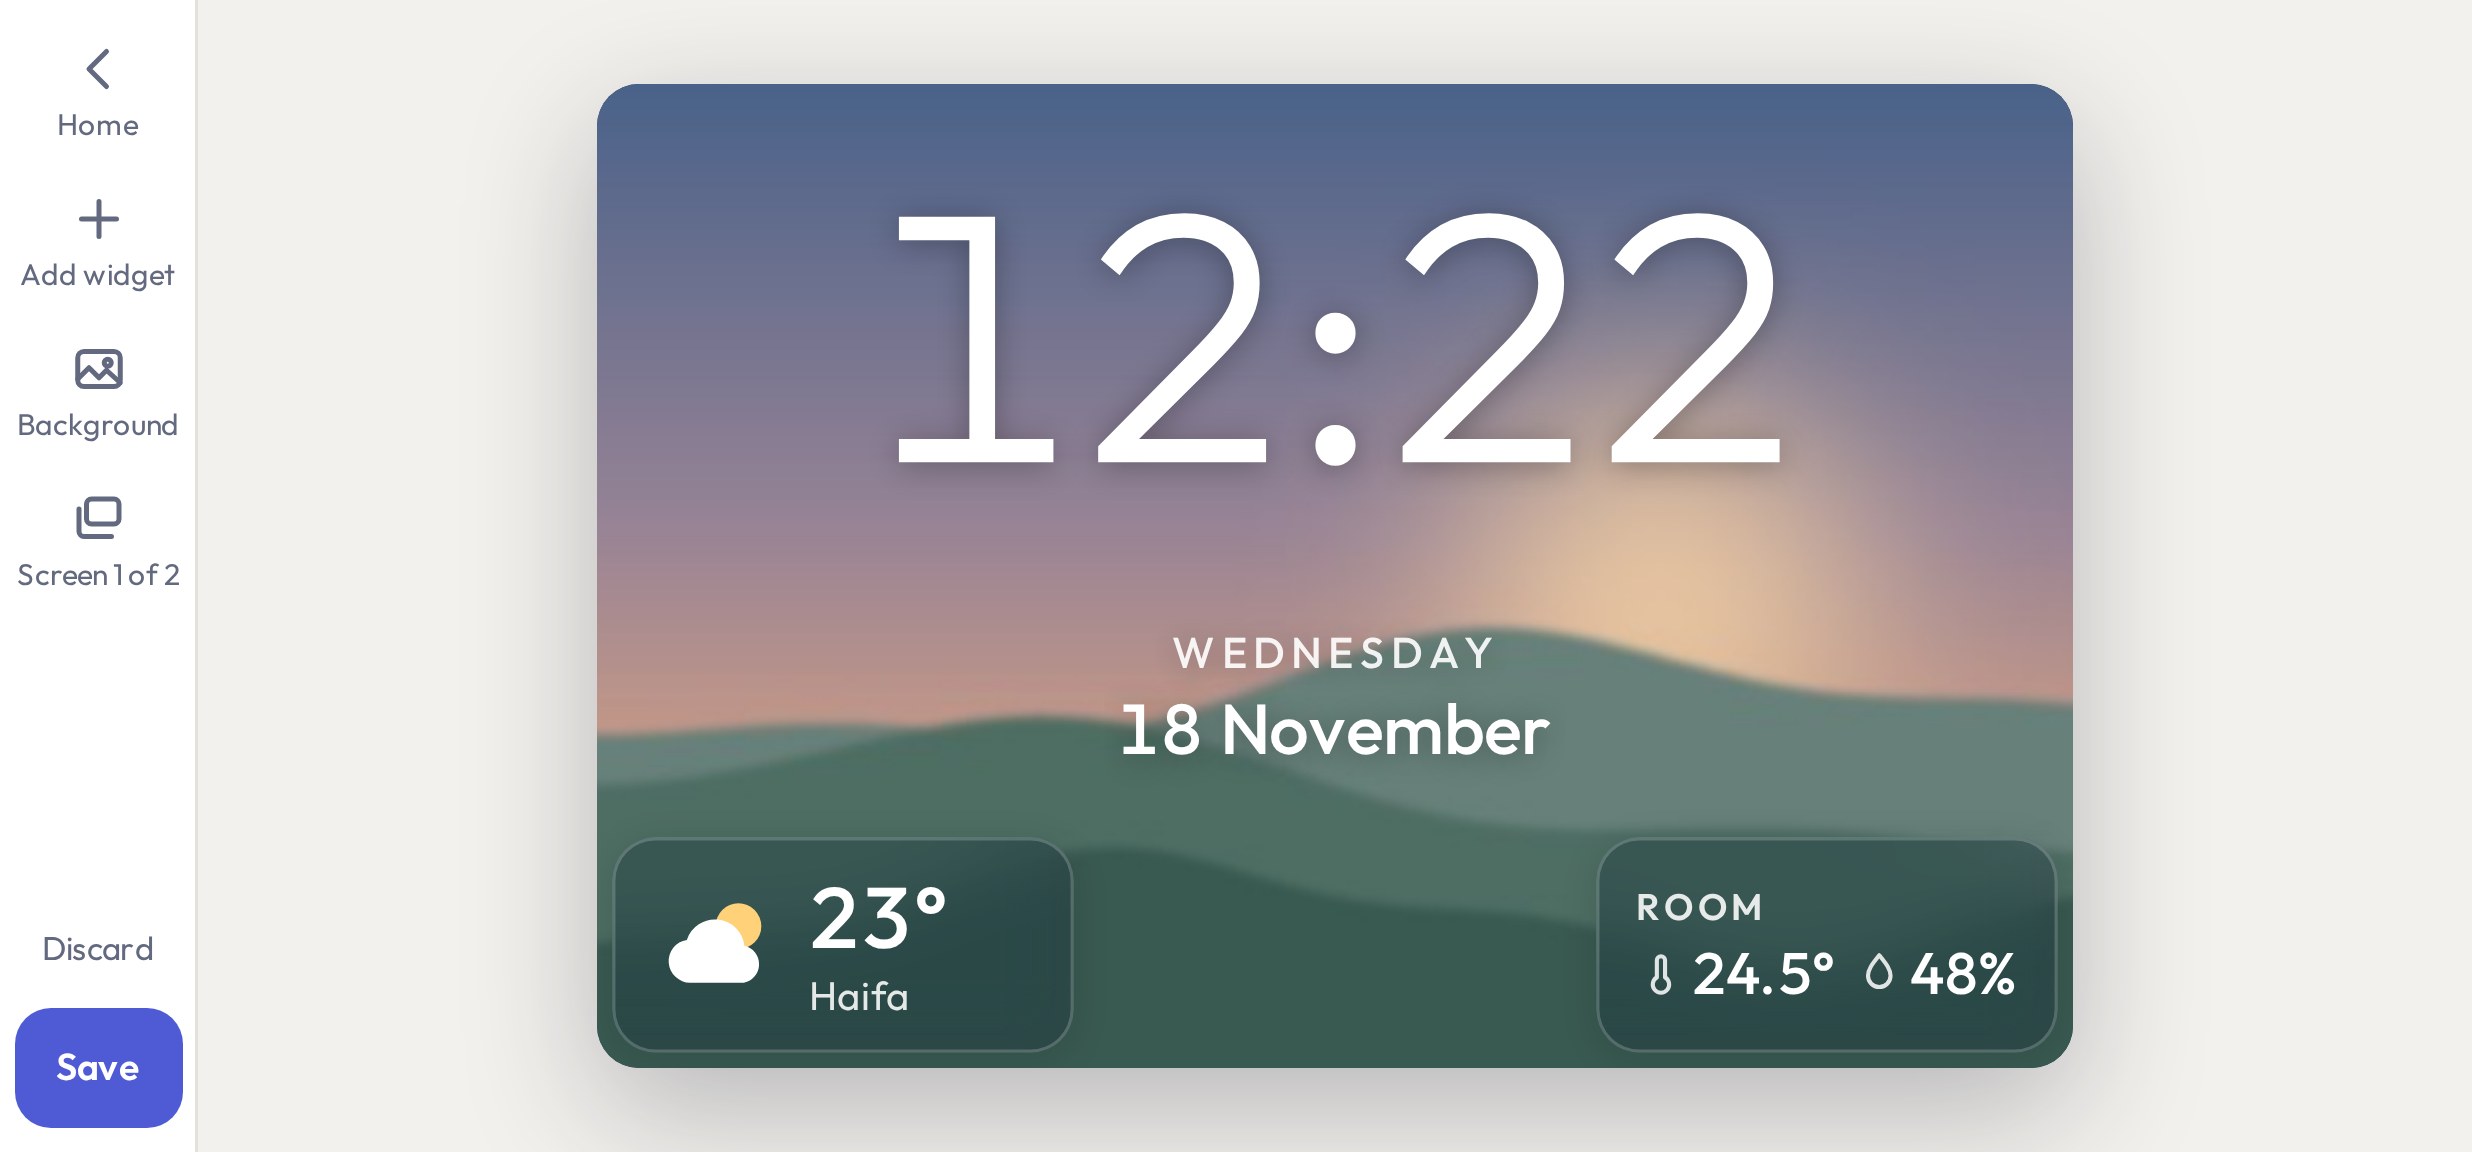 Home
Add widget
Background
Screen 1 of 2
Discard
Save
12:22
WEDNESDAY
18 November
23°
Haifa
ROOM
24.5° 48%